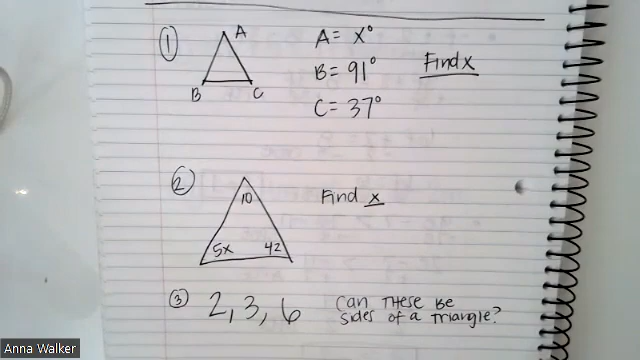 ① A A = x°
B = 91° Find x
B C C = 37°
② 10 Find x
5x 42
③ 2, 3, 6 Can These Be
Sides of a Triangle?
Anna Walker